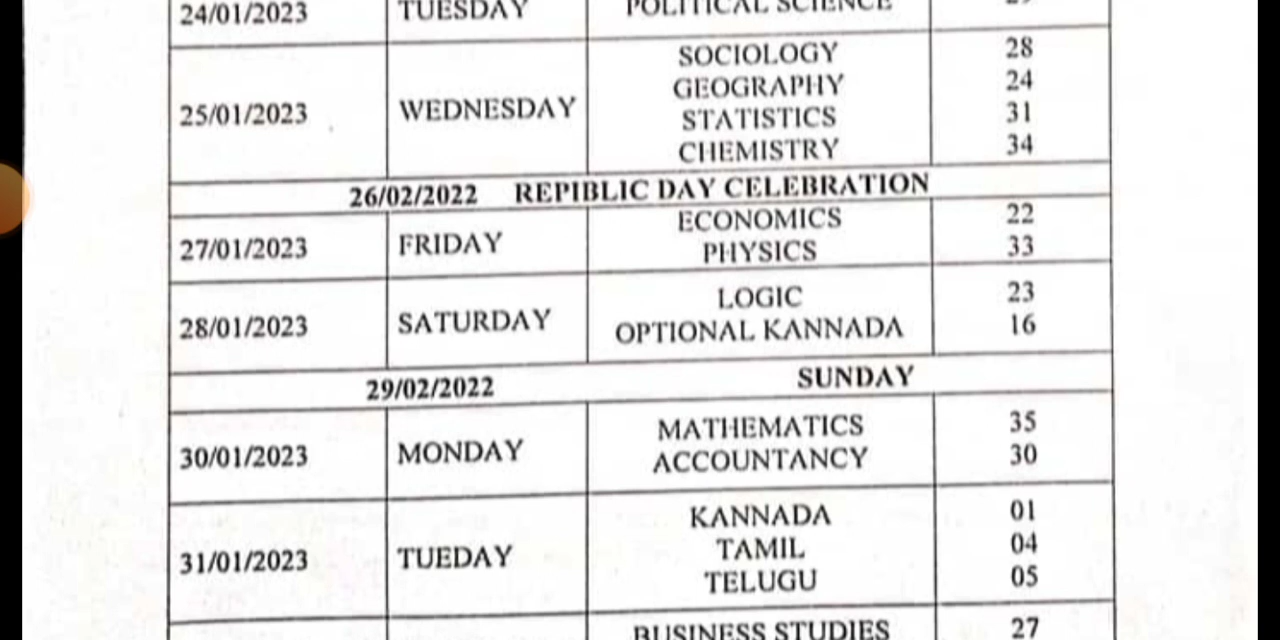 24/01/2023 TUESDAY POLITICAL SCIENCE 29
SOCIOLOGY 28
GEOGRAPHY 24
25/01/2023 WEDNESDAY STATISTICS 31
CHEMISTRY 34
26/02/2022 REPIBLIC DAY CELEBRATION
ECONOMICS 22
27/01/2023 FRIDAY PHYSICS 33
LOGIC 23
28/01/2023 SATURDAY OPTIONAL KANNADA 16
29/02/2022 SUNDAY
MATHEMATICS 35
30/01/2023 MONDAY ACCOUNTANCY 30
KANNADA 01
31/01/2023 TUEDAY TAMIL 04
TELUGU 05
BUSINESS STUDIES 27